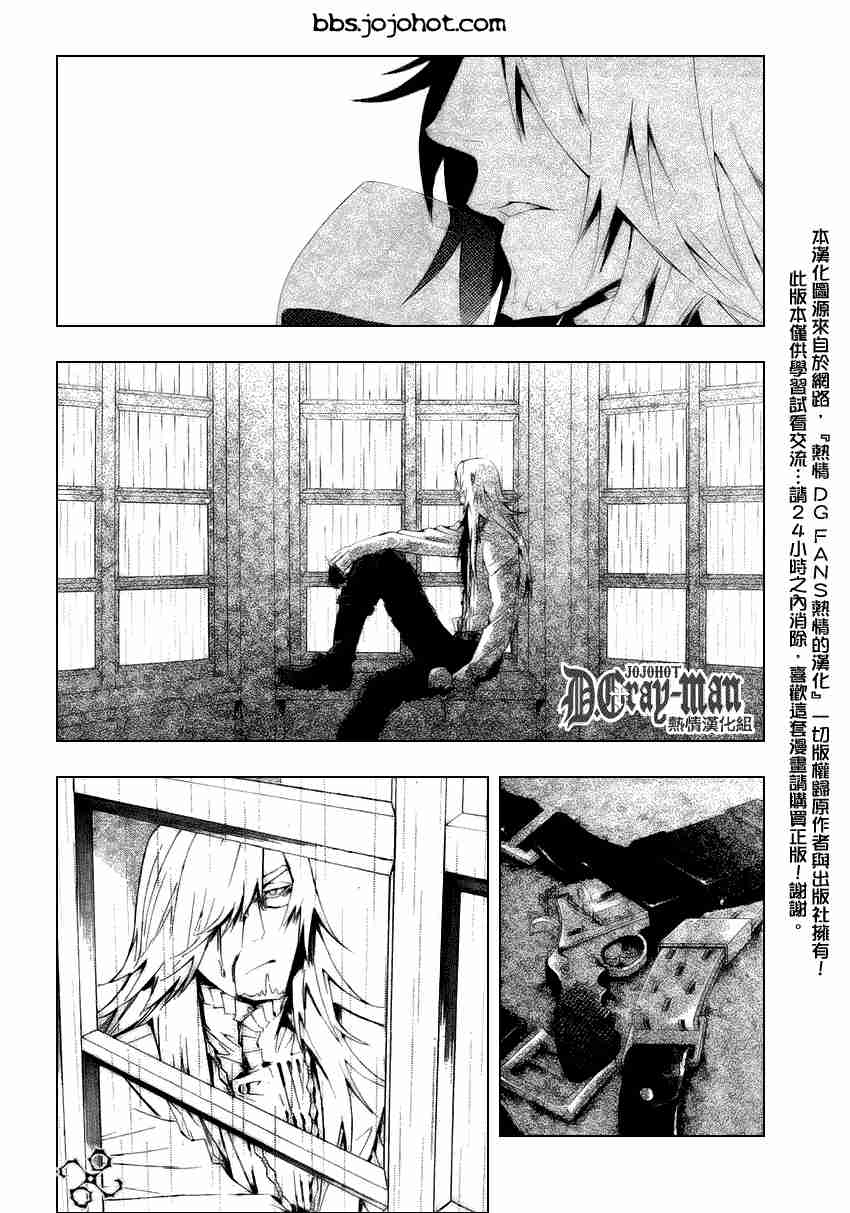 bbs.jojohot.com
本漢化圖源來自於網路，『熱情DG FANS熱情的漢化』一切版權歸原作者與出版社擁有！
此版本僅供學習試看交流…請24小時之內消除，喜歡這套漫畫請購買正版！謝謝。
JOJOHOT
D.Gray-man
熱情漢化組